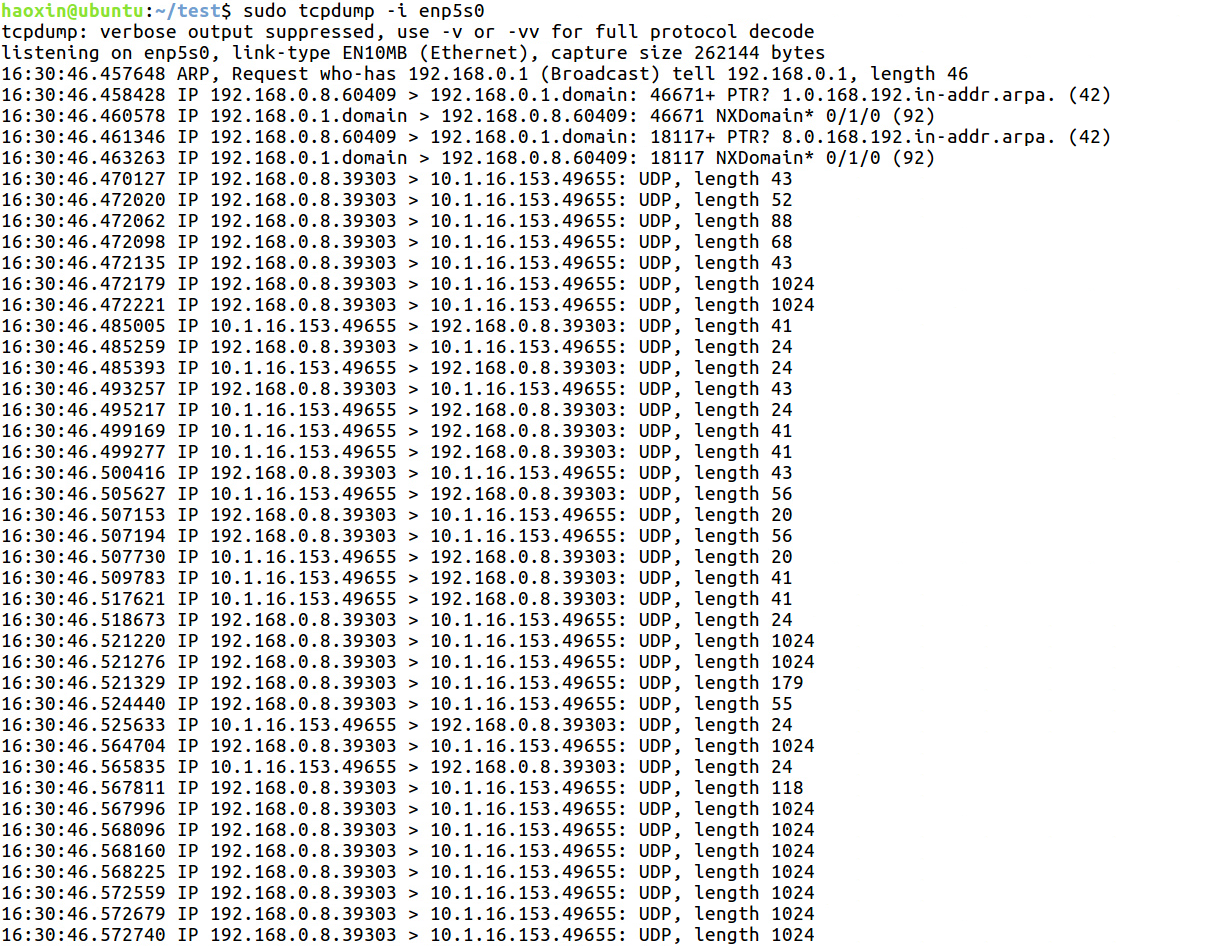 haoxin@ubuntu:~/test$ sudo tcpdump -i enp5s0
tcpdump: verbose output suppressed, use -v or -vv for full protocol decode
listening on enp5s0, link-type EN10MB (Ethernet), capture size 262144 bytes
16:30:46.457648 ARP, Request who-has 192.168.0.1 (Broadcast) tell 192.168.0.1, length 46
16:30:46.458428 IP 192.168.0.8.60409 > 192.168.0.1.domain: 46671+ PTR? 1.0.168.192.in-addr.arpa. (42)
16:30:46.460578 IP 192.168.0.1.domain > 192.168.0.8.60409: 46671 NXDomain* 0/1/0 (92)
16:30:46.461346 IP 192.168.0.8.60409 > 192.168.0.1.domain: 18117+ PTR? 8.0.168.192.in-addr.arpa. (42)
16:30:46.463263 IP 192.168.0.1.domain > 192.168.0.8.60409: 18117 NXDomain* 0/1/0 (92)
16:30:46.470127 IP 192.168.0.8.39303 > 10.1.16.153.49655: UDP, length 43
16:30:46.472020 IP 192.168.0.8.39303 > 10.1.16.153.49655: UDP, length 52
16:30:46.472062 IP 192.168.0.8.39303 > 10.1.16.153.49655: UDP, length 88
16:30:46.472098 IP 192.168.0.8.39303 > 10.1.16.153.49655: UDP, length 68
16:30:46.472135 IP 192.168.0.8.39303 > 10.1.16.153.49655: UDP, length 43
16:30:46.472179 IP 192.168.0.8.39303 > 10.1.16.153.49655: UDP, length 1024
16:30:46.472221 IP 192.168.0.8.39303 > 10.1.16.153.49655: UDP, length 1024
16:30:46.485005 IP 10.1.16.153.49655 > 192.168.0.8.39303: UDP, length 41
16:30:46.485259 IP 192.168.0.8.39303 > 10.1.16.153.49655: UDP, length 24
16:30:46.485393 IP 10.1.16.153.49655 > 192.168.0.8.39303: UDP, length 24
16:30:46.493257 IP 192.168.0.8.39303 > 10.1.16.153.49655: UDP, length 43
16:30:46.495217 IP 10.1.16.153.49655 > 192.168.0.8.39303: UDP, length 24
16:30:46.499169 IP 10.1.16.153.49655 > 192.168.0.8.39303: UDP, length 41
16:30:46.499277 IP 10.1.16.153.49655 > 192.168.0.8.39303: UDP, length 41
16:30:46.500416 IP 192.168.0.8.39303 > 10.1.16.153.49655: UDP, length 43
16:30:46.505627 IP 10.1.16.153.49655 > 192.168.0.8.39303: UDP, length 56
16:30:46.507153 IP 192.168.0.8.39303 > 10.1.16.153.49655: UDP, length 20
16:30:46.507194 IP 192.168.0.8.39303 > 10.1.16.153.49655: UDP, length 56
16:30:46.507730 IP 10.1.16.153.49655 > 192.168.0.8.39303: UDP, length 20
16:30:46.509783 IP 10.1.16.153.49655 > 192.168.0.8.39303: UDP, length 41
16:30:46.517621 IP 10.1.16.153.49655 > 192.168.0.8.39303: UDP, length 41
16:30:46.518673 IP 192.168.0.8.39303 > 10.1.16.153.49655: UDP, length 24
16:30:46.521220 IP 192.168.0.8.39303 > 10.1.16.153.49655: UDP, length 1024
16:30:46.521276 IP 192.168.0.8.39303 > 10.1.16.153.49655: UDP, length 1024
16:30:46.521329 IP 192.168.0.8.39303 > 10.1.16.153.49655: UDP, length 179
16:30:46.524440 IP 192.168.0.8.39303 > 10.1.16.153.49655: UDP, length 55
16:30:46.525633 IP 10.1.16.153.49655 > 192.168.0.8.39303: UDP, length 24
16:30:46.564704 IP 192.168.0.8.39303 > 10.1.16.153.49655: UDP, length 1024
16:30:46.565835 IP 10.1.16.153.49655 > 192.168.0.8.39303: UDP, length 24
16:30:46.567811 IP 192.168.0.8.39303 > 10.1.16.153.49655: UDP, length 118
16:30:46.567996 IP 192.168.0.8.39303 > 10.1.16.153.49655: UDP, length 1024
16:30:46.568096 IP 192.168.0.8.39303 > 10.1.16.153.49655: UDP, length 1024
16:30:46.568160 IP 192.168.0.8.39303 > 10.1.16.153.49655: UDP, length 1024
16:30:46.568225 IP 192.168.0.8.39303 > 10.1.16.153.49655: UDP, length 1024
16:30:46.572559 IP 192.168.0.8.39303 > 10.1.16.153.49655: UDP, length 1024
16:30:46.572679 IP 192.168.0.8.39303 > 10.1.16.153.49655: UDP, length 1024
16:30:46.572740 IP 192.168.0.8.39303 > 10.1.16.153.49655: UDP, length 1024